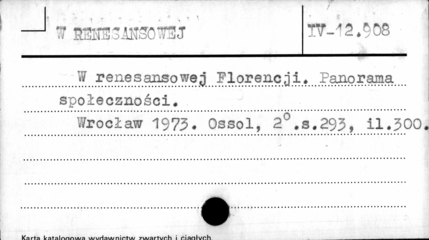 W RENESANSOWEJ
IV-12.908
W renesansowej Florencji. Panorama
społeczności.
Wrocław 1973. Ossol, 2°.s.293, il.300.
Karta katalogowa wydawnictw zwartych i ciągłych.